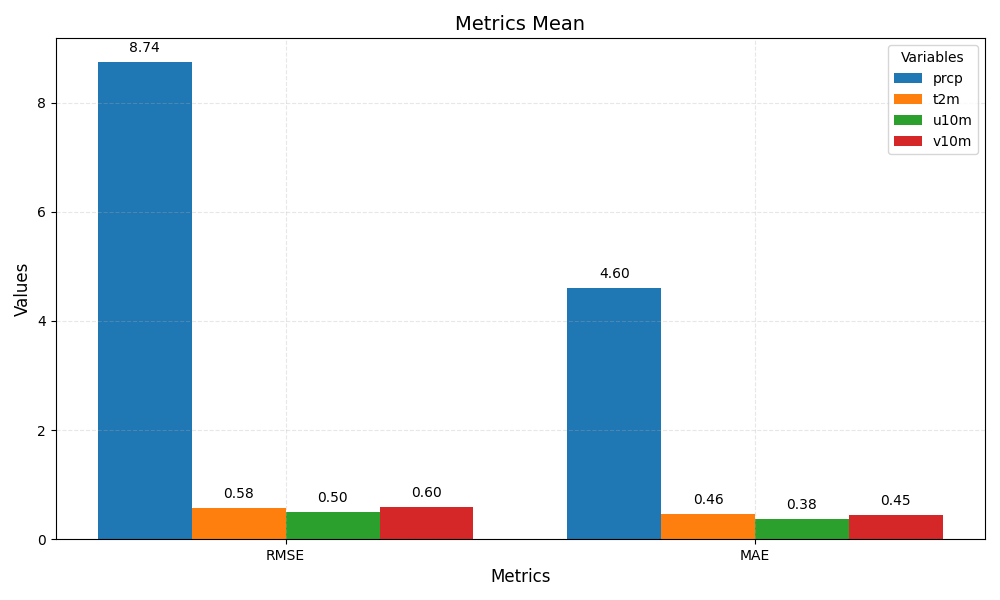 Metrics Mean
Values
8
6
4
2
0
8.74
0.58
0.50
0.60
4.60
0.46
0.38
0.45
Variables
prcp
t2m
u10m
v10m
RMSE
MAE
Metrics